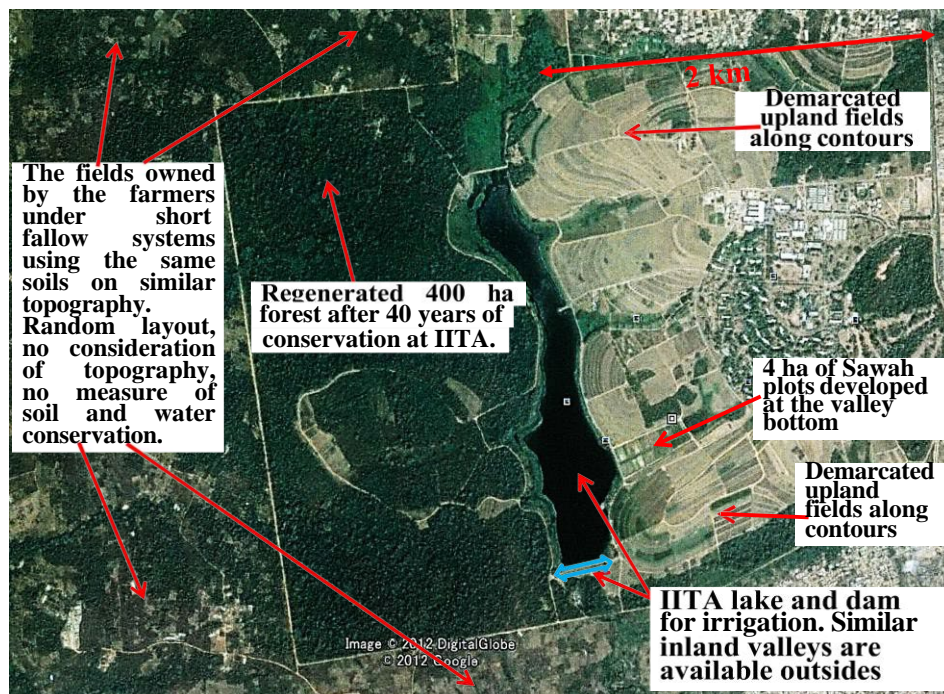 2 km
Demarcated
upland fields
along contours
The fields owned
by the farmers
under short
fallow systems
using the same
soils on similar
topography.
Random layout,
no consideration
of topography,
no measure of
soil and water
conservation.
Regenerated 400 ha
forest after 40 years of
conservation at IITA.
4 ha of Sawah
plots developed
at the valley
bottom
Demarcated
upland
fields along
contours
IITA lake and dam
for irrigation. Similar
inland valleys are
available outsides
Image © 2012 DigitalGlobe
© 2012 Google